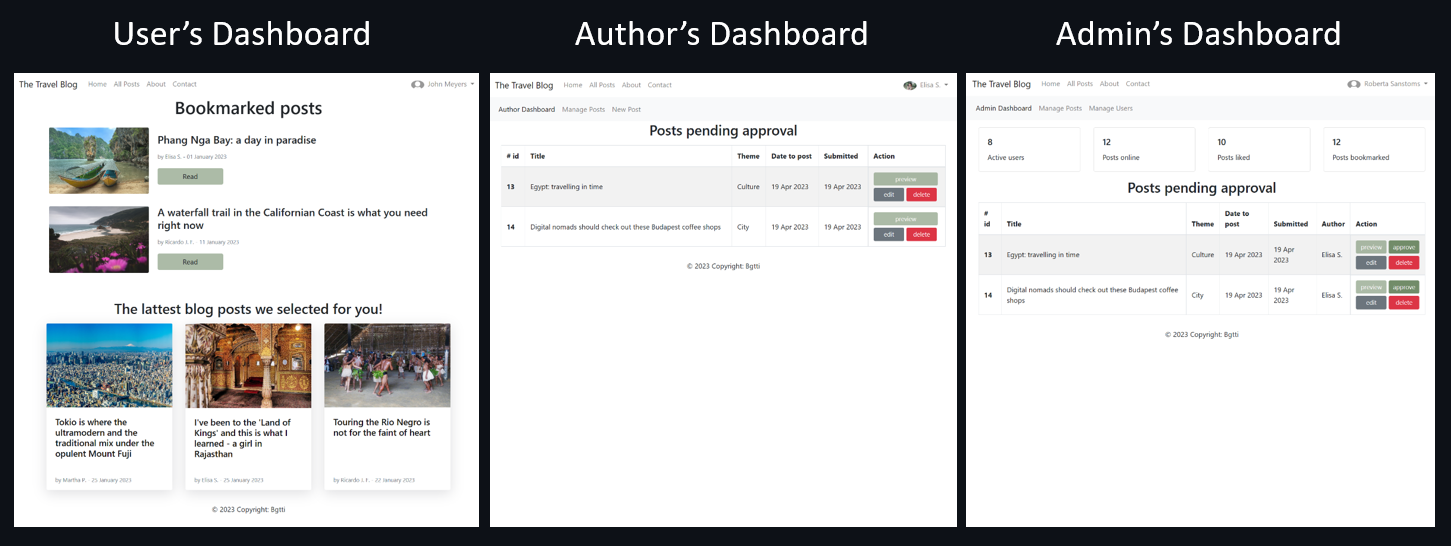 User's Dashboard
The Travel Blog Home All Posts About Contact John Meyers
Bookmarked posts
Phang Nga Bay: a day in paradise
by Elisa S. - 01 January 2023
Read
A waterfall trail in the Californian Coast is what you need
right now
by Ricardo J. F. · 11 January 2023
Read
The lattest blog posts we selected for you!
Tokio is where the
ultramodern and the
traditional mix under the
opulent Mount Fuji
by Martha P. · 25 January 2023
I've been to the 'Land of
Kings' and this is what I
learned - a girl in
Rajasthan
by Elisa S. · 25 January 2023
Touring the Rio Negro is
not for the faint of heart
by Ricardo J. F. · 22 January 2023
© 2023 Copyright: Bgtti
Author's Dashboard
The Travel Blog Home All Posts About Contact Elisa S.
Author Dashboard Manage Posts New Post
Posts pending approval
# id Title Theme Date to post Submitted Action
13 Egypt: travelling in time Culture 19 Apr 2023 19 Apr 2023 preview
edit delete
14 Digital nomads should check out these Budapest coffee shops City 19 Apr 2023 19 Apr 2023 preview
edit delete
© 2023 Copyright: Bgtti
Admin's Dashboard
The Travel Blog Home All Posts About Contact Roberta Sanstoms
Admin Dashboard Manage Posts Manage Users
8 12 10 12
Active users Posts online Posts liked Posts bookmarked
Posts pending approval
# Date to
id Title Theme post Submitted Author Action
13 Egypt: travelling in time Culture 19 Apr 2023 19 Apr Elisa S. preview approve
2023 edit delete
14 Digital nomads should check out these Budapest coffee City 19 Apr 2023 19 Apr Elisa S. preview approve
shops 2023 edit delete
© 2023 Copyright: Bgtti